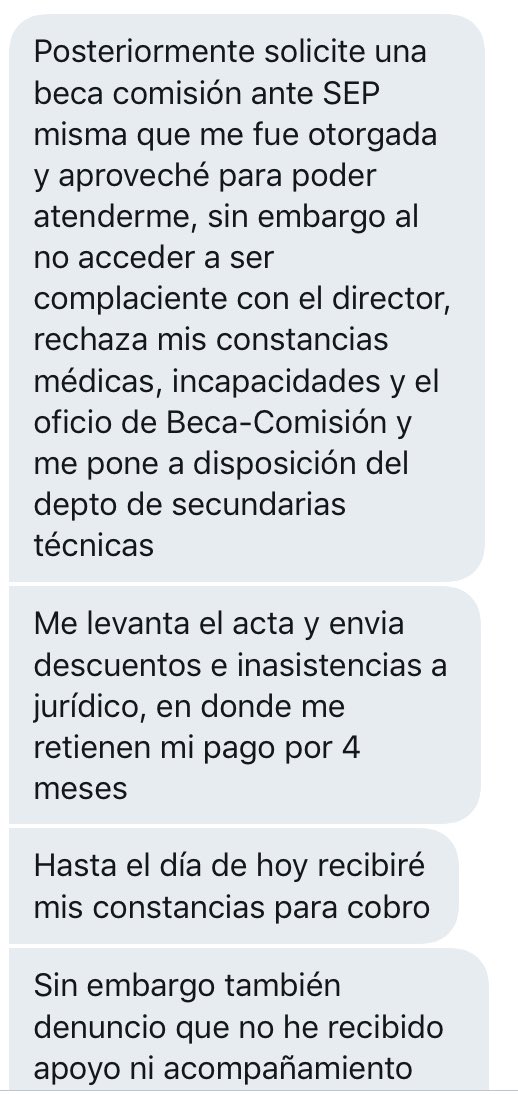 Posteriormente solicite una
beca comisión ante SEP
misma que me fue otorgada
y aproveché para poder
atenderme, sin embargo al
no acceder a ser
complaciente con el director,
rechaza mis constancias
médicas, incapacidades y el
oficio de Beca-Comisión y
me pone a disposición del
depto de secundarias
técnicas
Me levanta el acta y envia
descuentos e inasistencias a
jurídico, en donde me
retienen mi pago por 4
meses
Hasta el día de hoy recibiré
mis constancias para cobro
Sin embargo también
denuncio que no he recibido
apoyo ni acompañamiento